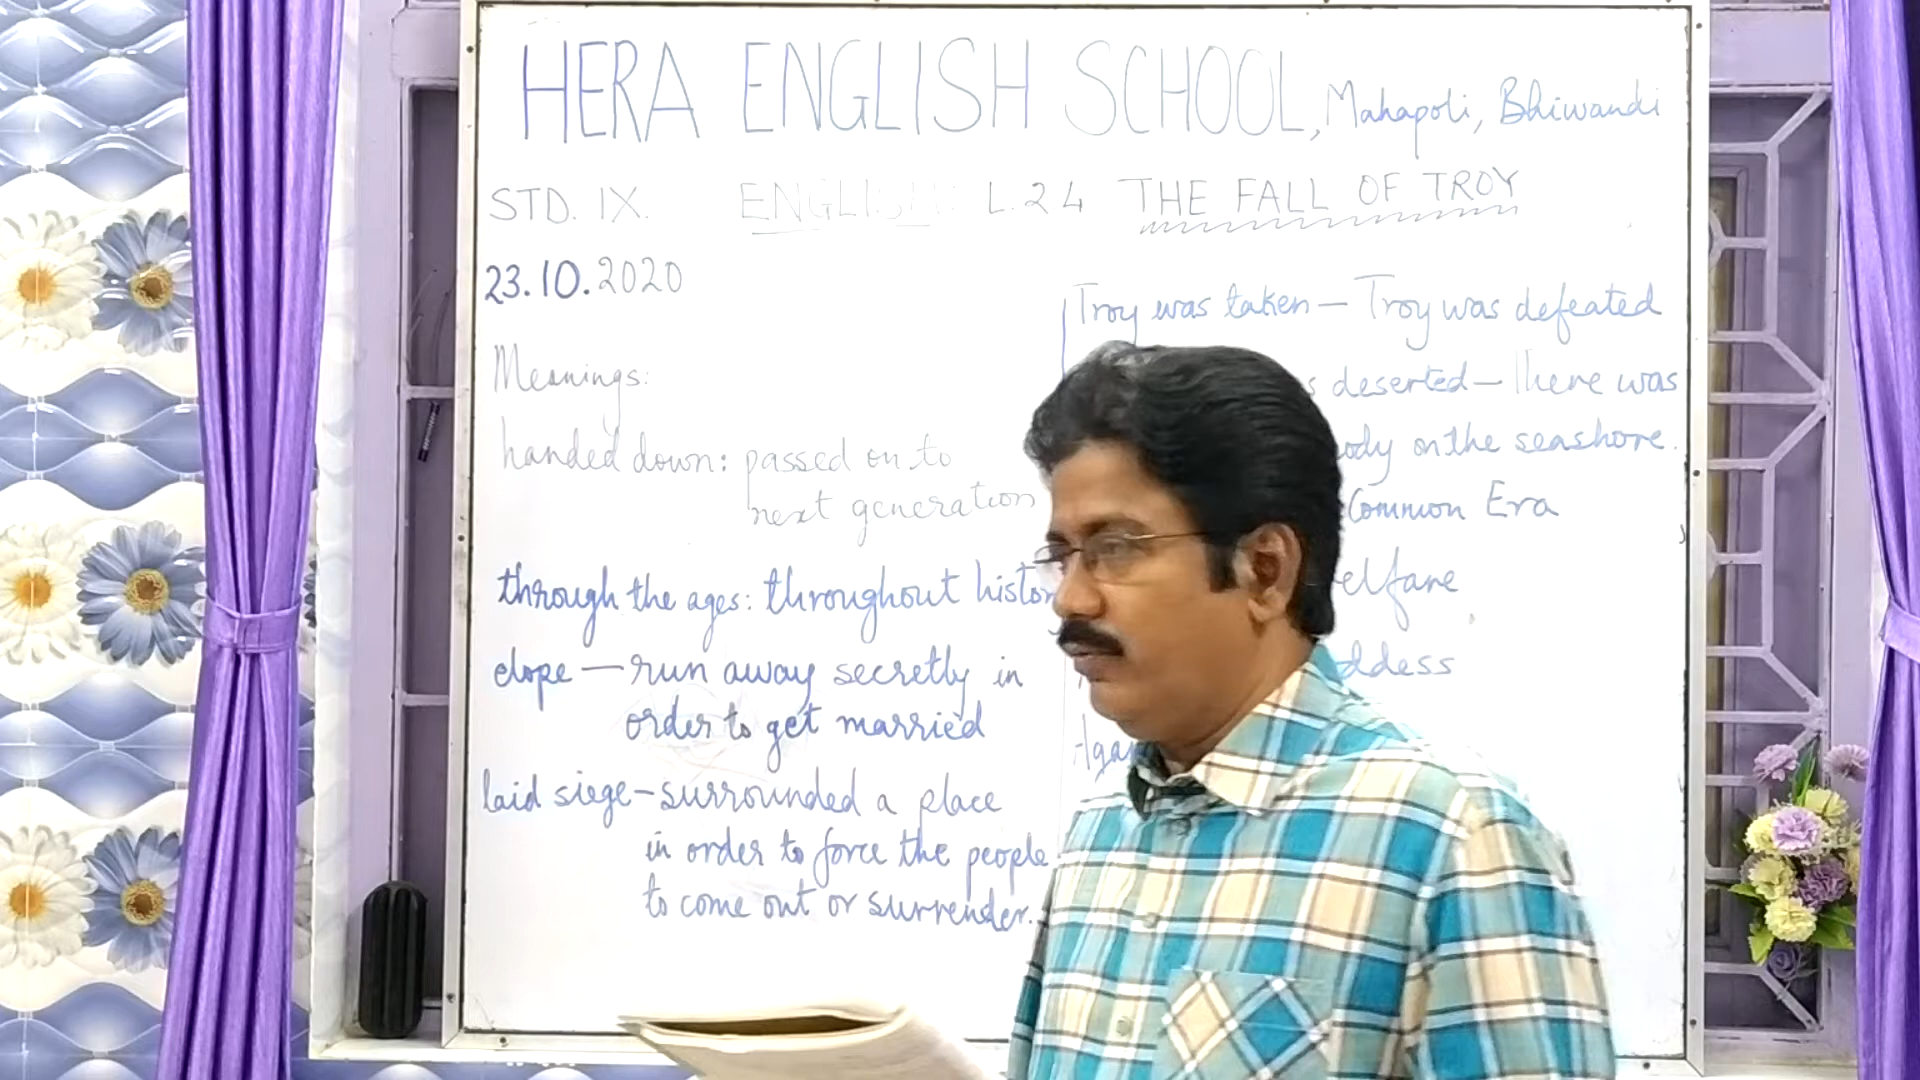 HERA ENGLISH SCHOOL, Mahapoli, Bhiwandi
STD. IX. ENGLISH: L.24 THE FALL OF TROY
23.10.2020
Meanings:
handed down: passed on to
next generation
through the ages: throughout
elope — run away secretly in
order to get married
laid siege — surrounded a place
in order to force the people
to come out or surrender.
Troy was taken — Troy was defeated
deserted — There was
on the seashore.
Common Era